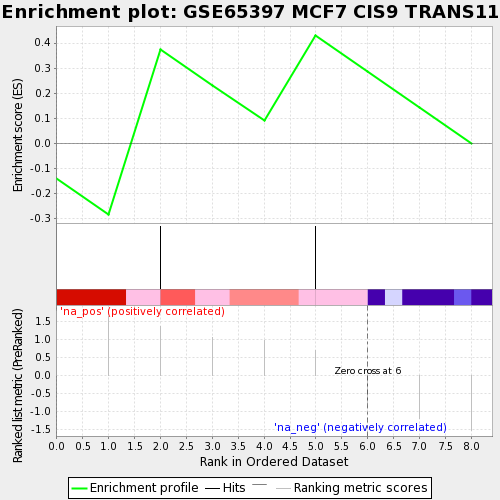 Enrichment plot: GSE65397 MCF7 CIS9 TRANS11
Enrichment score (ES)
0.4
0.3
0.2
0.1
0.0
-0.1
-0.2
-0.3
'na_pos' (positively correlated)
Ranked list metric (PreRanked)
1.5
1.0
0.5
0.0
-0.5
-1.0
-1.5
Zero cross at 6
'na_neg' (negatively correlated)
0.0 0.5 1.0 1.5 2.0 2.5 3.0 3.5 4.0 4.5 5.0 5.5 6.0 6.5 7.0 7.5 8.0
Rank in Ordered Dataset
Enrichment profile Hits Ranking metric scores